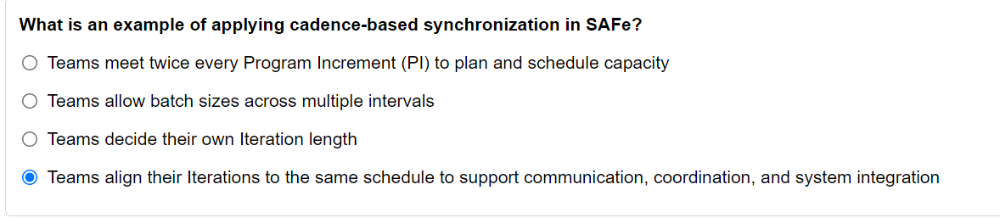 What is an example of applying cadence-based synchronization in SAFe?
Teams meet twice every Program Increment (PI) to plan and schedule capacity
Teams allow batch sizes across multiple intervals
Teams decide their own Iteration length
Teams align their Iterations to the same schedule to support communication, coordination, and system integration